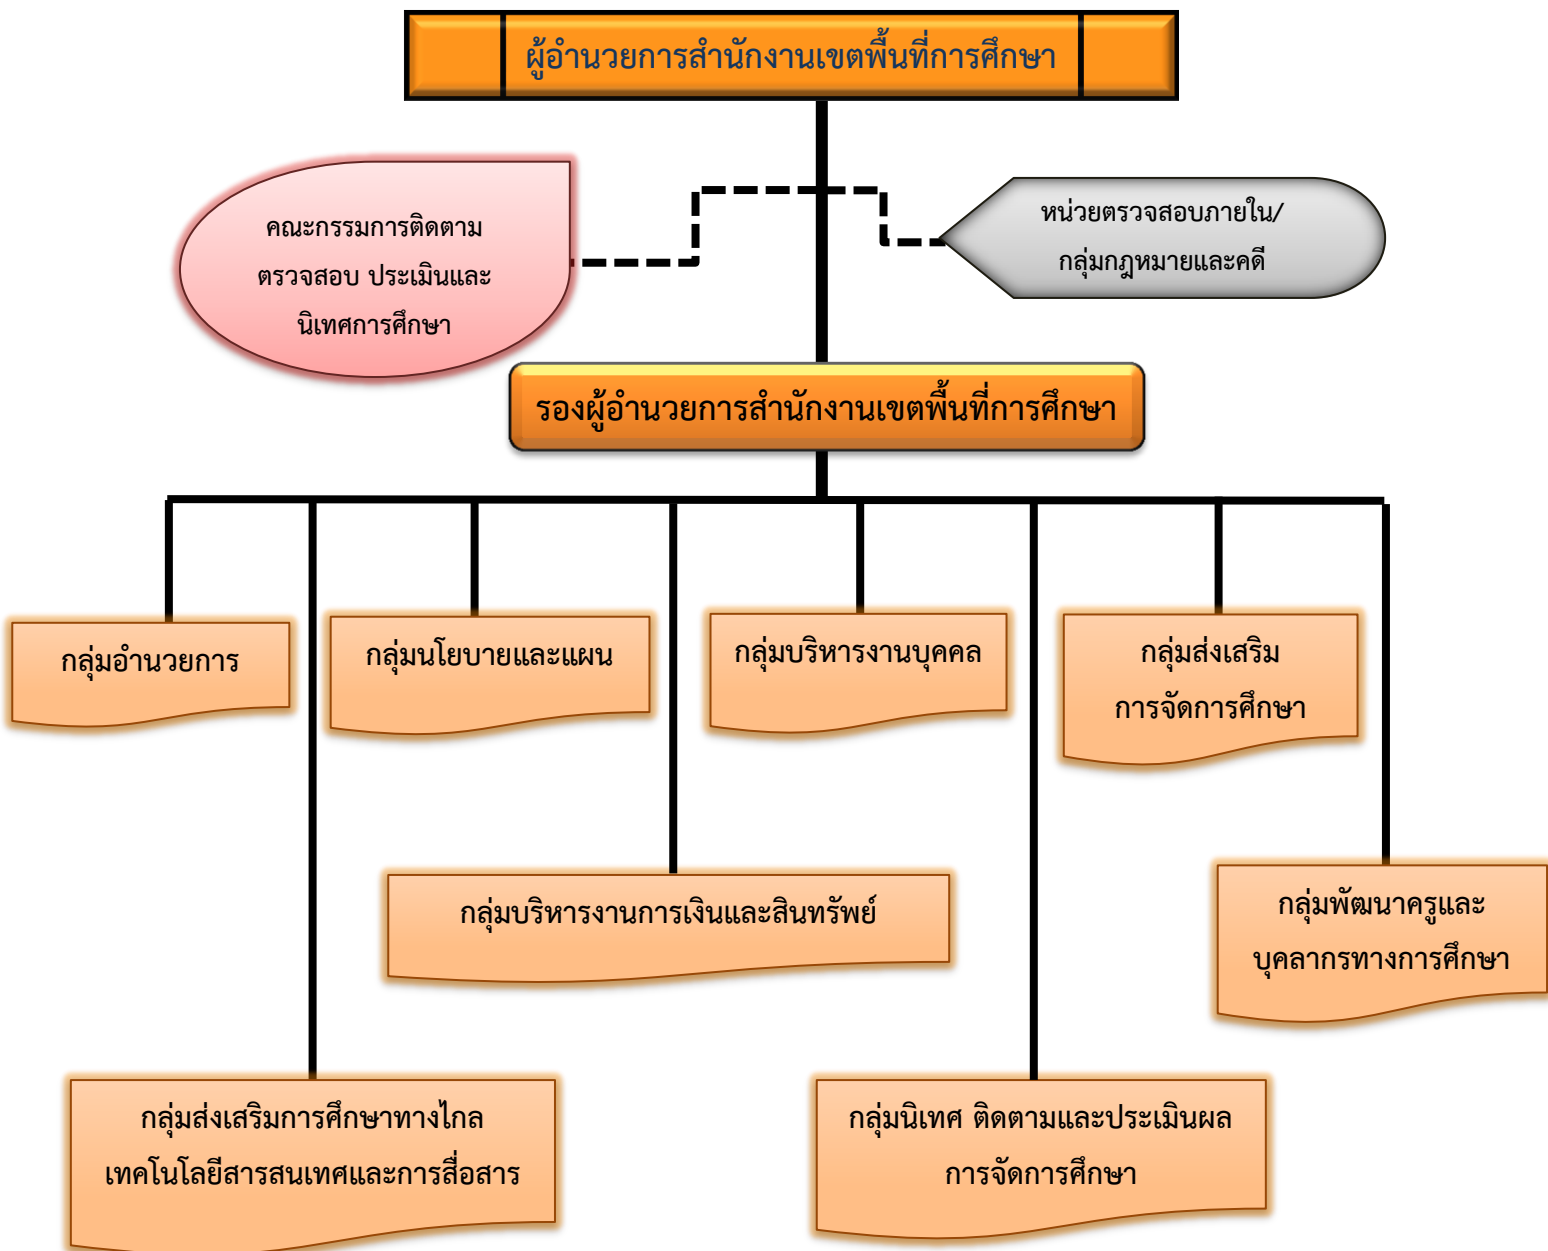 ผู้อำนวยการสำนักงานเขตพื้นที่การศึกษา
คณะกรรมการติดตาม
ตรวจสอบ ประเมินและ
นิเทศการศึกษา
หน่วยตรวจสอบภายใน/
กลุ่มกฎหมายและคดี
รองผู้อำนวยการสำนักงานเขตพื้นที่การศึกษา
กลุ่มอำนวยการ
กลุ่มนโยบายและแผน
กลุ่มบริหารงานบุคคล
กลุ่มส่งเสริม
การจัดการศึกษา
กลุ่มบริหารงานการเงินและสินทรัพย์
กลุ่มพัฒนาครูและ
บุคลากรทางการศึกษา
กลุ่มส่งเสริมการศึกษาทางไกล
เทคโนโลยีสารสนเทศและการสื่อสาร
กลุ่มนิเทศ ติดตามและประเมินผล
การจัดการศึกษา